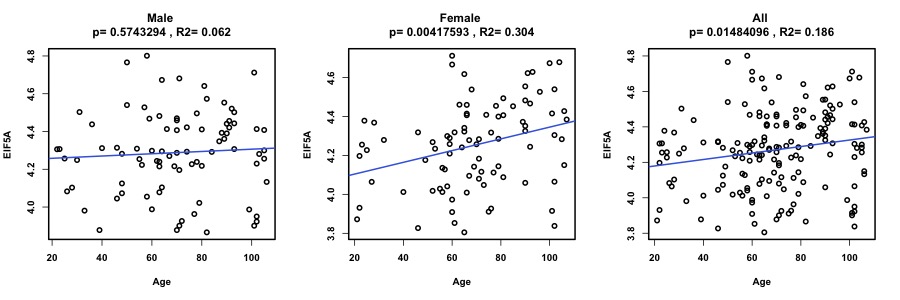 Male
p= 0.5743294 , R2= 0.062
EIF5A
4.8
4.6
4.4
4.2
4.0
20 40 60 80 100
Age
Female
p= 0.00417593 , R2= 0.304
EIF5A
4.6
4.4
4.2
4.0
3.8
20 40 60 80 100
Age
All
p= 0.01484096 , R2= 0.186
EIF5A
4.8
4.6
4.4
4.2
4.0
3.8
20 40 60 80 100
Age